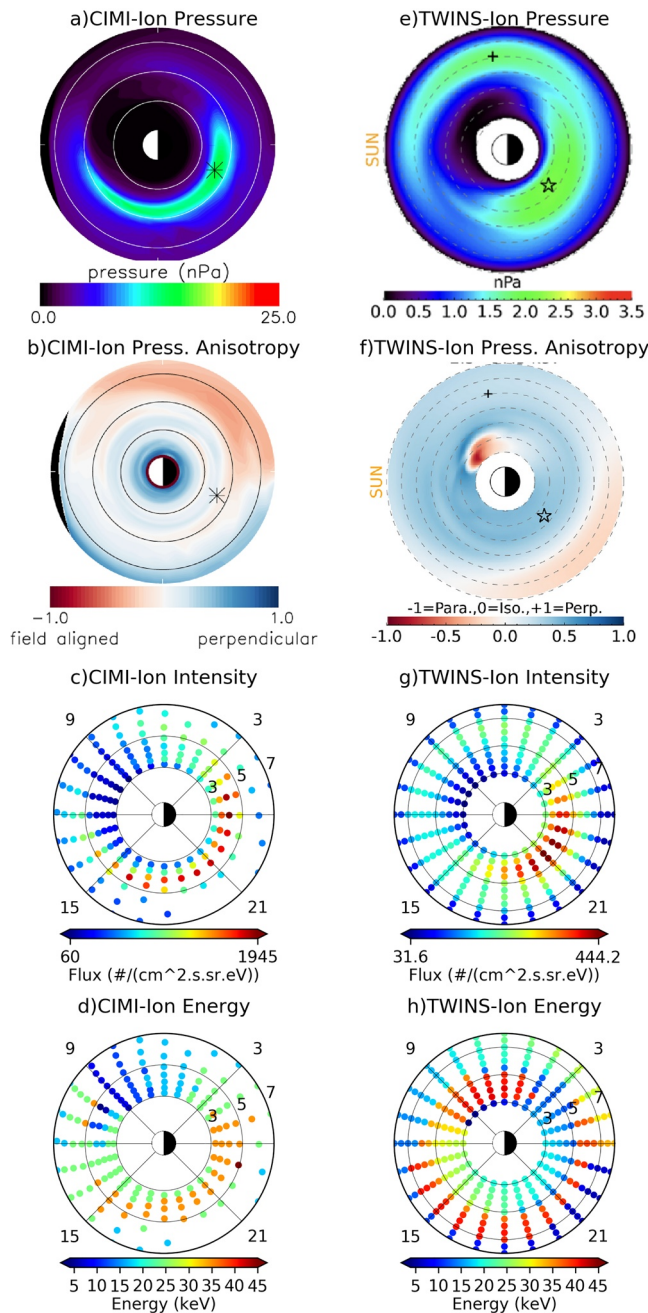 a)CIMI-Ion Pressure
e)TWINS-Ion Pressure
SUN
pressure (nPa)
0.0 25.0
nPa
0.0 0.5 1.0 1.5 2.0 2.5 3.0 3.5
b)CIMI-Ion Press. Anisotropy
f)TWINS-Ion Press. Anisotropy
SUN
-1.0 1.0
field aligned perpendicular
-1=Para.,0=Iso.,+1=Perp.
-1.0 -0.5 0.0 0.5 1.0
c)CIMI-Ion Intensity
g)TWINS-Ion Intensity
9 3
7
5
3
15 21
9 3
7
5
3
15 21
60 1945
Flux (#/(cm^2.s.sr.eV))
31.6 444.2
Flux (#/(cm^2.s.sr.eV))
d)CIMI-Ion Energy
h)TWINS-Ion Energy
9 3
7
5
3
15 21
9 3
7
5
3
15 21
5 10 15 20 25 30 35 40 45
Energy (keV)
5 10 15 20 25 30 35 40 45
Energy (keV)